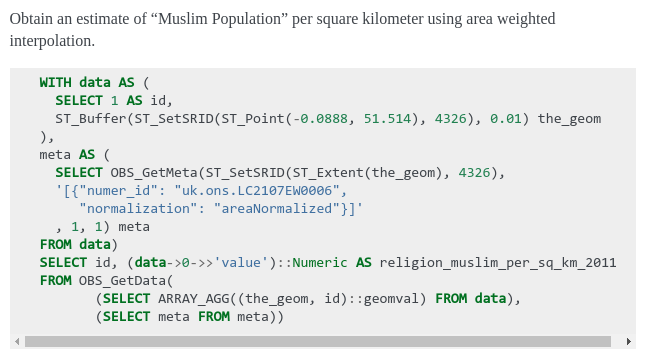 Obtain an estimate of “Muslim Population” per square kilometer using area weighted
interpolation.
WITH data AS (
  SELECT 1 AS id,
  ST_Buffer(ST_SetSRID(ST_Point(-0.0888, 51.514), 4326), 0.01) the_geom
),
meta AS (
  SELECT OBS_GetMeta(ST_SetSRID(ST_Extent(the_geom), 4326),
  '[{"numer_id": "uk.ons.LC2107EW0006",
     "normalization": "areaNormalized"}]'
  , 1, 1) meta
FROM data)
SELECT id, (data->0->>'value')::Numeric AS religion_muslim_per_sq_km_2011
FROM OBS_GetData(
       (SELECT ARRAY_AGG((the_geom, id)::geomval) FROM data),
       (SELECT meta FROM meta))